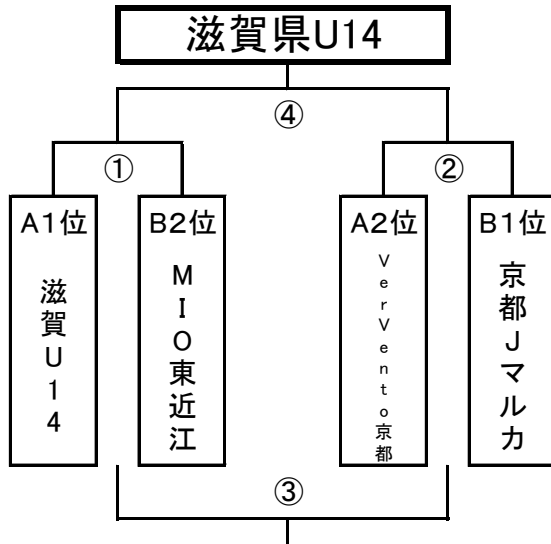 滋賀県U14
④
①
②
A1位
滋賀U14
B2位
MIO東近江
A2位
VerVento京都
B1位
京都Jマルカ
③